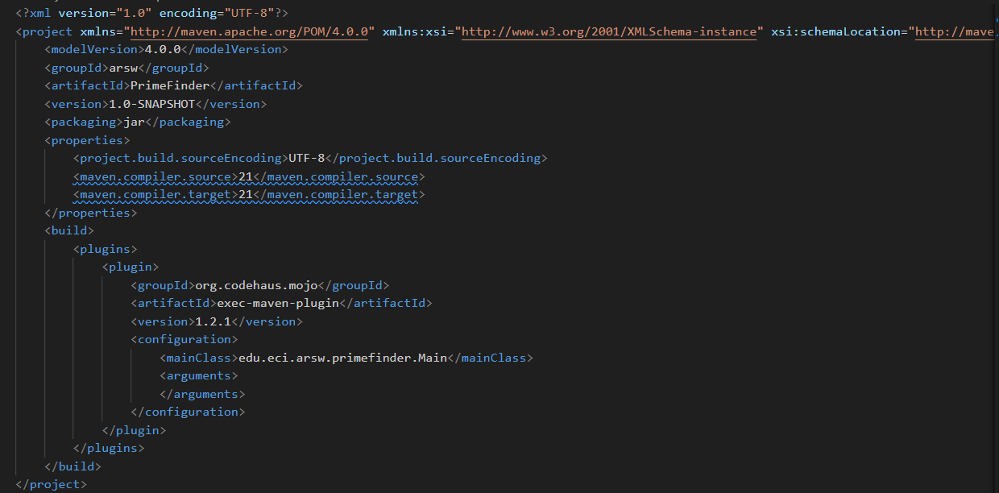 <?xml version="1.0" encoding="UTF-8"?>
<project xmlns="http://maven.apache.org/POM/4.0.0" xmlns:xsi="http://www.w3.org/2001/XMLSchema-instance" xsi:schemaLocation="http://mave
<modelVersion>4.0.0</modelVersion>
<groupId>arsw</groupId>
<artifactId>PrimeFinder</artifactId>
<version>1.0-SNAPSHOT</version>
<packaging>jar</packaging>
<properties>
<project.build.sourceEncoding>UTF-8</project.build.sourceEncoding>
<maven.compiler.source>21</maven.compiler.source>
<maven.compiler.target>21</maven.compiler.target>
</properties>
<build>
<plugins>
<plugin>
<groupId>org.codehaus.mojo</groupId>
<artifactId>exec-maven-plugin</artifactId>
<version>1.2.1</version>
<configuration>
<mainClass>edu.eci.arsw.primefinder.Main</mainClass>
<arguments>
</arguments>
</configuration>
</plugin>
</plugins>
</build>
</project>